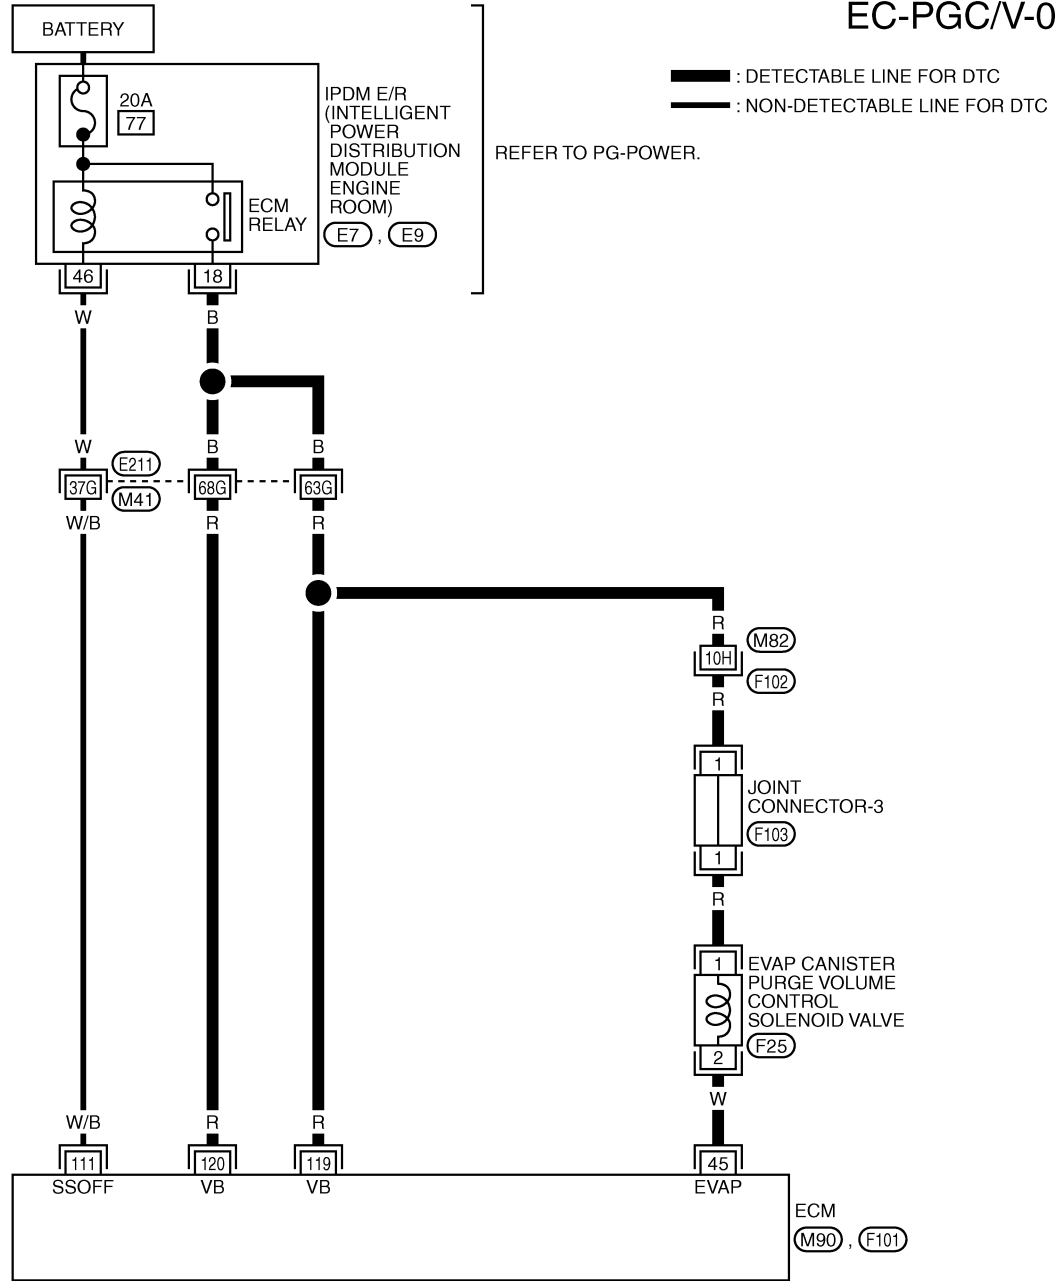 EC-PGC/V-0
BATTERY
: DETECTABLE LINE FOR DTC
: NON-DETECTABLE LINE FOR DTC
20A
77
IPDM E/R
(INTELLIGENT
POWER
DISTRIBUTION
MODULE
ENGINE
ROOM)
E7 , E9
REFER TO PG-POWER.
ECM
RELAY
46 18
W B
W B B
E211
37G 68G 63G
M41
W/B R R
R
M82
10H
F102
R
1
JOINT
CONNECTOR-3
F103
1
R
1
EVAP CANISTER
PURGE VOLUME
CONTROL
SOLENOID VALVE
F25
2
W
W/B R R
111 120 119 45
SSOFF VB VB EVAP
ECM
M90 , F101